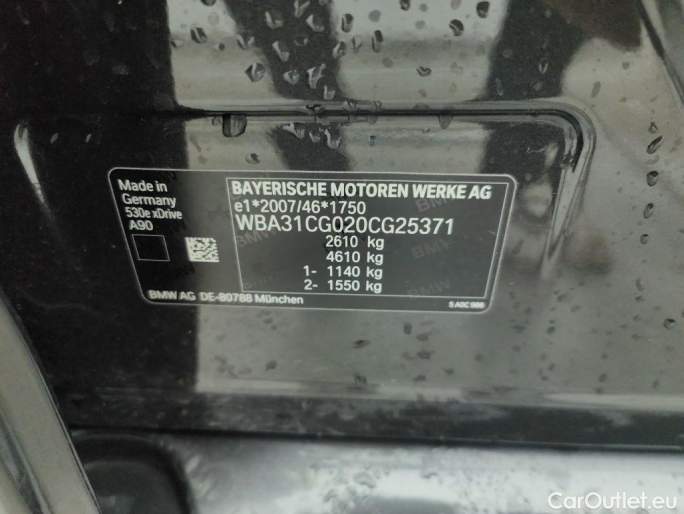 Made in
Germany
530e xDrive
A90
BAYERISCHE MOTOREN WERKE AG
e1*2007/46*1750
WBA31CG020CG25371
2610 kg
4610 kg
1- 1140 kg
2- 1550 kg
BMW AG DE-80788 München
CarOutlet.eu